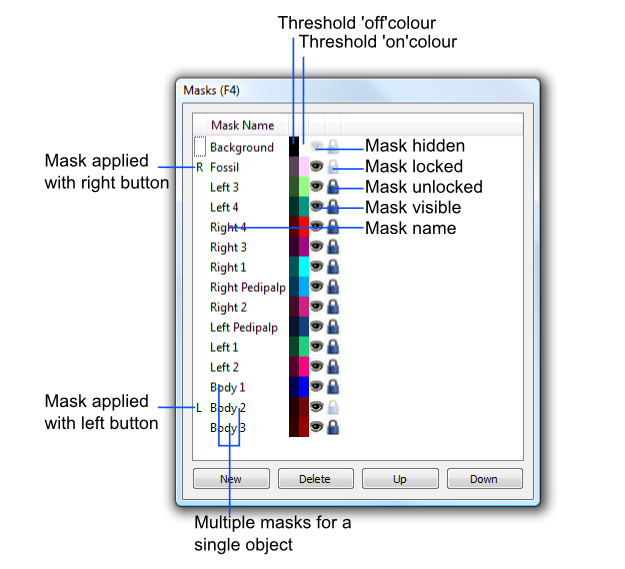 Threshold 'off'colour
Threshold 'on'colour
Masks (F4)
Mask Name
Background
Mask hidden
Mask applied
with right button
R Fossil
Mask locked
Left 3
Mask unlocked
Left 4
Mask visible
Right 4
Mask name
Right 3
Right 1
Right Pedipalp
Right 2
Left Pedipalp
Left 1
Left 2
Body 1
Mask applied
with left button
L Body 2
Body 3
New Delete Up Down
Multiple masks for a
single object